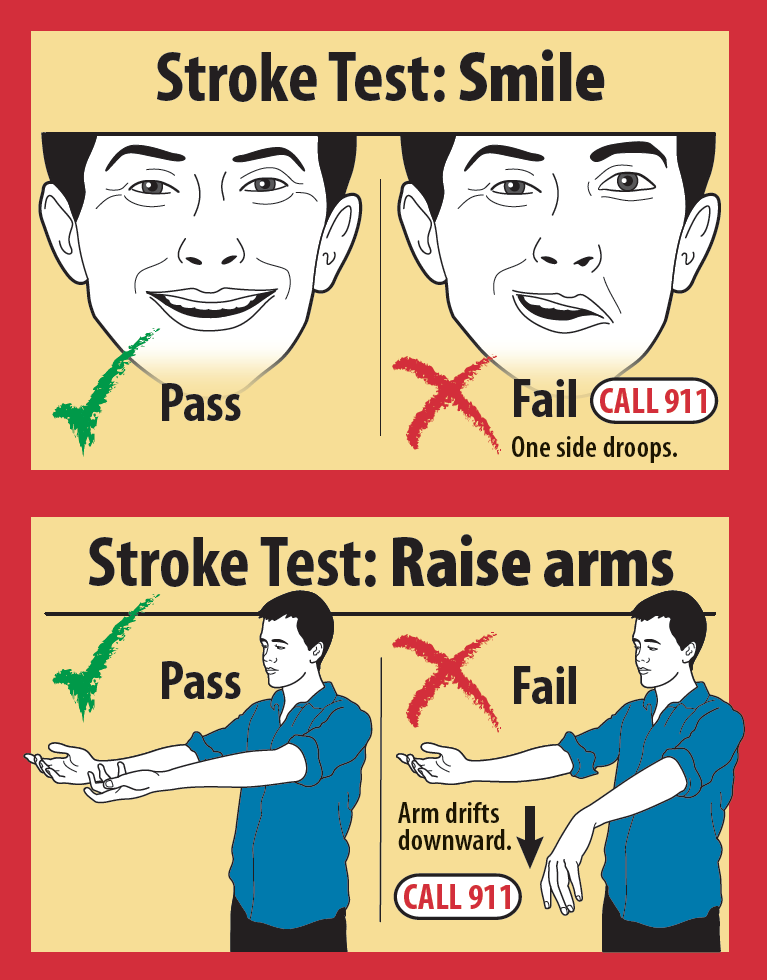 Stroke Test: Smile
Pass
Fail CALL 911
One side droops.
Stroke Test: Raise arms
Pass
Fail
Arm drifts
downward.
CALL 911